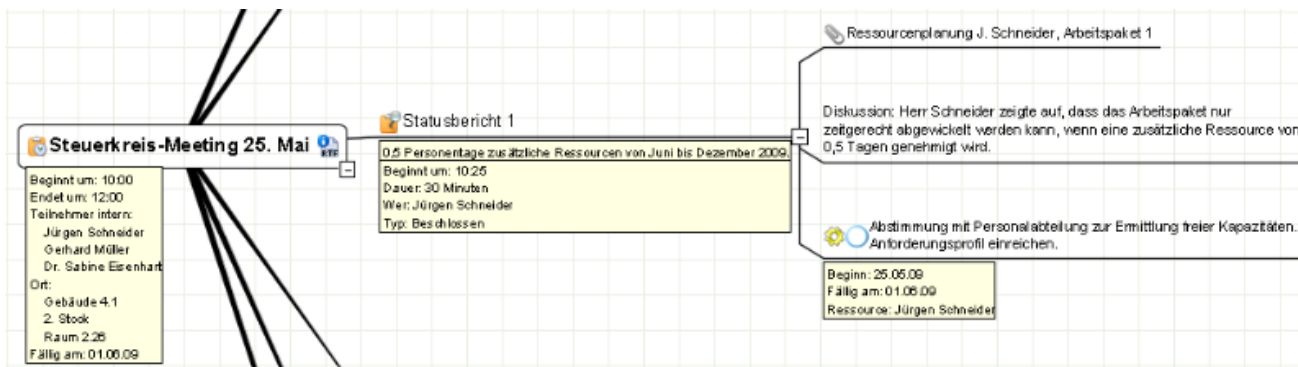 Steuerkreis-Meeting 25. Mai
RTF
Beginnt um: 10:00
Endet um: 12:00
Teilnehmer intern:
Jürgen Schneider
Gerhard Müller
Dr. Sabine Eisenhart
Ort:
Gebäude 4.1
2. Stock
Raum 2.26
Fällig am: 01.06.09
Statusbericht 1
0,5 Personentage zusätzliche Ressourcen von Juni bis Dezember 2009.
Beginnt um: 10:25
Dauer: 30 Minuten
Wer: Jürgen Schneider
Typ: Beschlossen
Ressourcenplanung J. Schneider, Arbeitspaket 1
Diskussion: Herr Schneider zeigte auf, dass das Arbeitspaket nur
zeitgerecht abgewickelt werden kann, wenn eine zusätzliche Ressource von
0,5 Tagen genehmigt wird.
Abstimmung mit Personalabteilung zur Ermittlung freier Kapazitäten.
Anforderungsprofil einreichen.
Beginn: 25.05.09
Fällig am: 01.06.09
Ressource: Jürgen Schneider